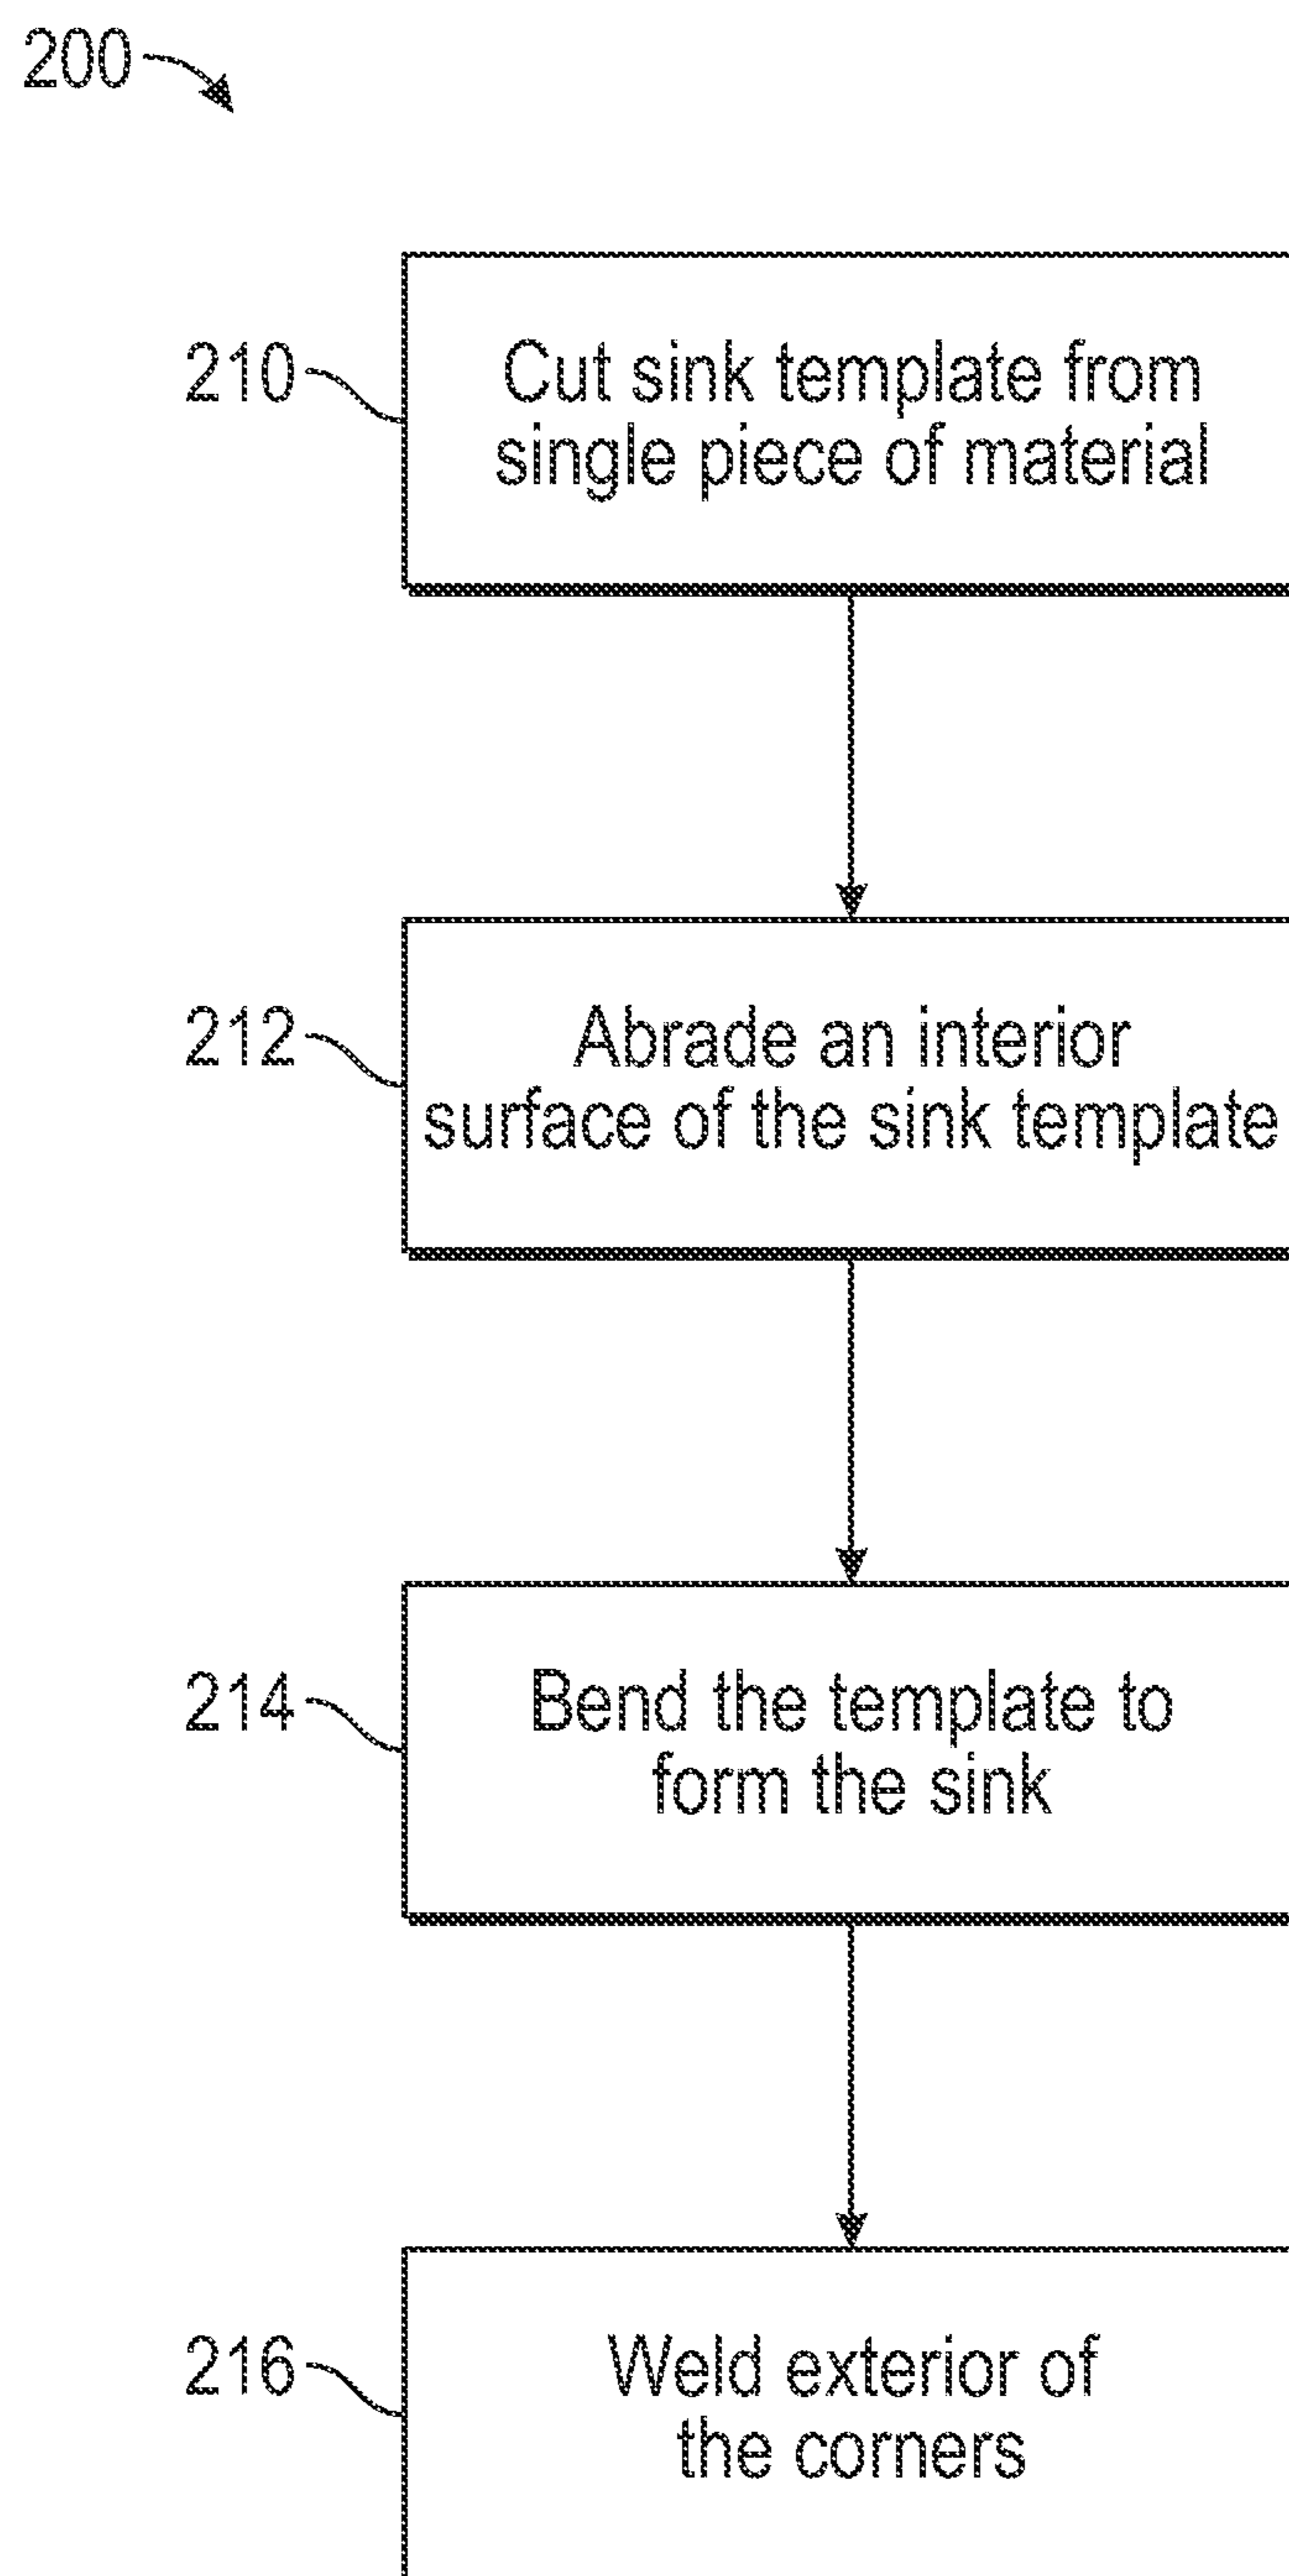 200
210
Cut sink template from
single piece of material
212
Abrade an interior
surface of the sink template
214
Bend the template to
form the sink
216
Weld exterior of
the corners